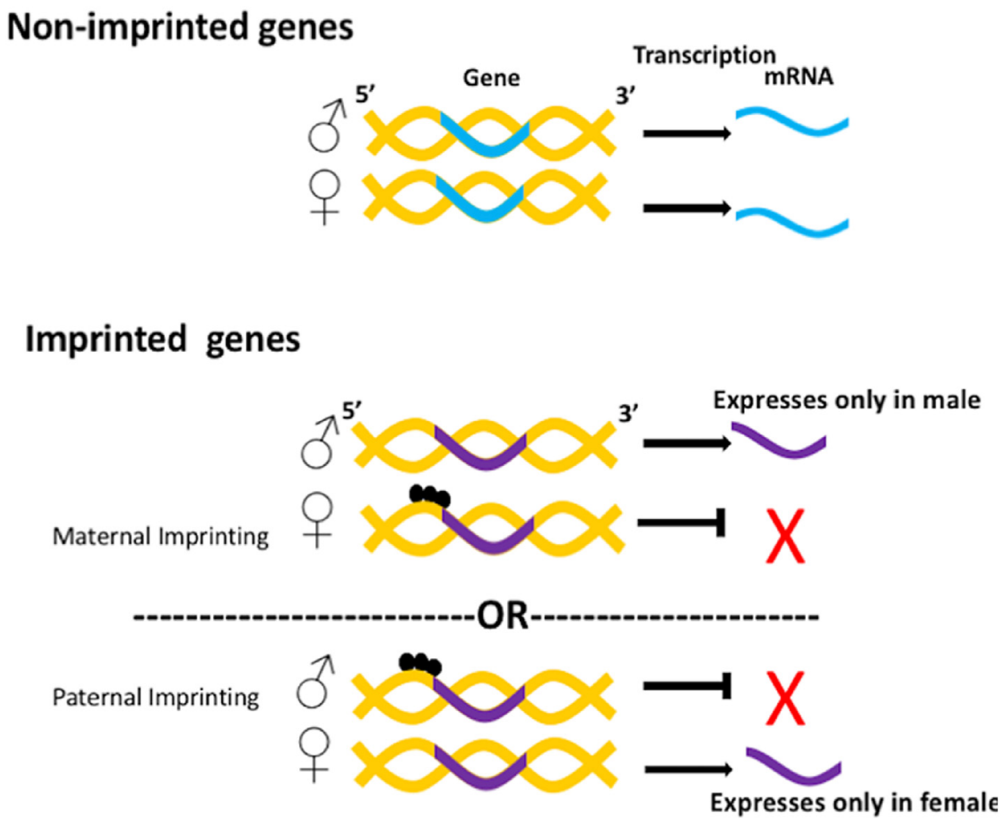 Non-imprinted genes
Transcription
Gene
mRNA
5’
3’
Imprinted genes
Expresses only in male
5’
3’
Maternal Imprinting
OR
Paternal Imprinting
Expresses only in female